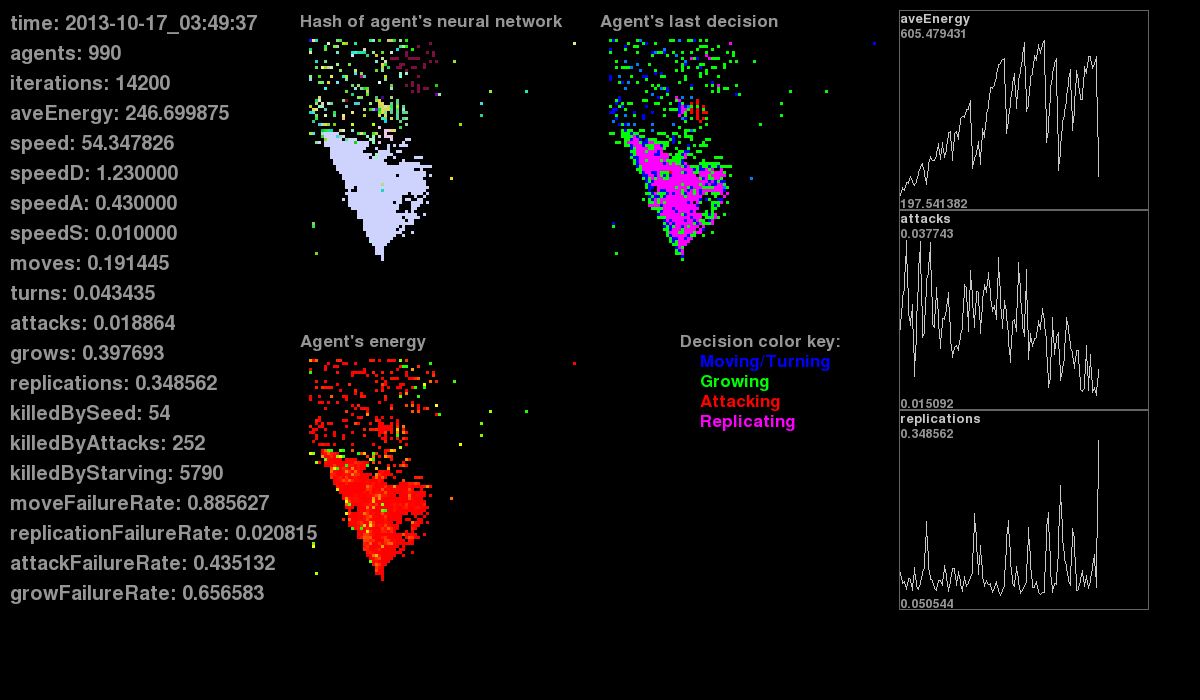 time: 2013-10-17_03:49:37
agents: 990
iterations: 14200
aveEnergy: 246.699875
speed: 54.347826
speedD: 1.230000
speedA: 0.430000
speedS: 0.010000
moves: 0.191445
turns: 0.043435
attacks: 0.018864
grows: 0.397693
replications: 0.348562
killedBySeed: 54
killedByAttacks: 252
killedByStarving: 5790
moveFailureRate: 0.885627
replicationFailureRate: 0.020815
attackFailureRate: 0.435132
growFailureRate: 0.656583
Hash of agent's neural network
Agent's last decision
Agent's energy
Decision color key:
Moving/Turning
Growing
Attacking
Replicating
aveEnergy
605.479431
197.541382
attacks
0.037743
0.015092
replications
0.348562
0.050544